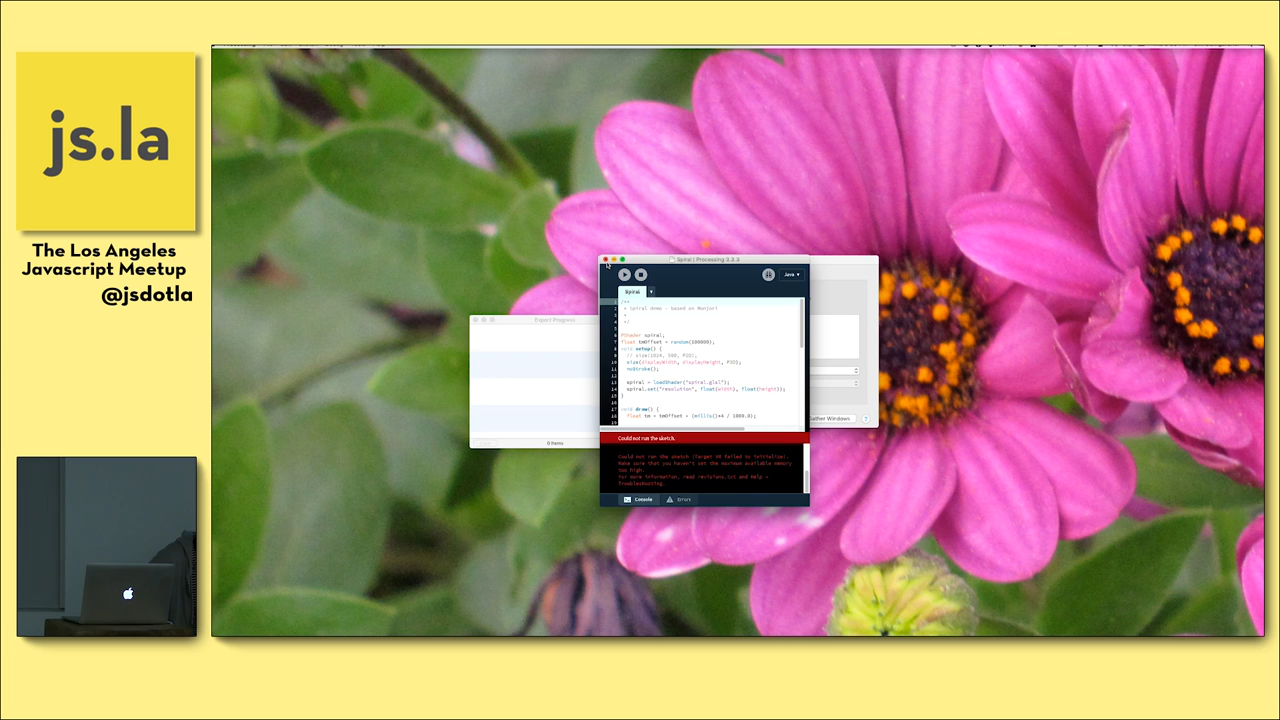 js.la
The Los Angeles
Javascript Meetup
@jsdotla
Spiral | Processing 3.3.3
Java
Spiral
/**
* Spiral demo - based on Monjori
*
*/
PShader spiral;
float tmOffset = random(100000);
void setup() {
// size(1024, 500, P2D);
size(displayWidth, displayHeight, P2D);
noStroke();
spiral = loadShader("spiral.glsl");
spiral.set("resolution", float(width), float(height));
}
void draw() {
float tm = tmOffset + (millis()*4 / 1000.0);
Could not run the sketch.
Could not run the sketch (Target VM failed to initialize).
Make sure that you haven't set the maximum available memory
too high.
For more information, read revisions.txt and Help >
Troubleshooting.
Console
Errors
Export Progress
0 items
Gather Windows
?